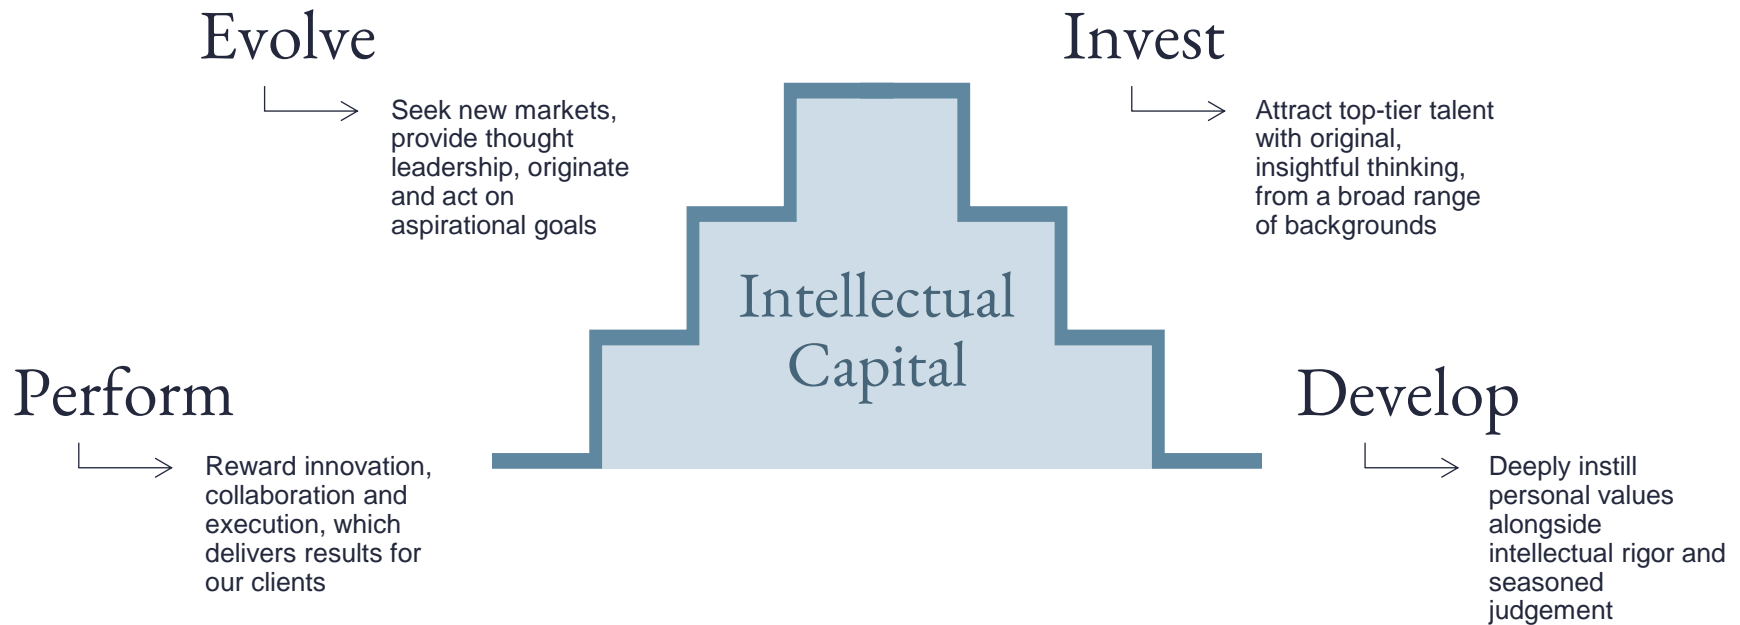 Evolve
Seek new markets,
provide thought
leadership, originate
and act on
aspirational goals
Invest
Attract top-tier talent
with original,
insightful thinking,
from a broad range
of backgrounds
Intellectual
Capital
Perform
Reward innovation,
collaboration and
execution, which
delivers results for
our clients
Develop
Deeply instill
personal values
alongside
intellectual rigor and
seasoned
judgement